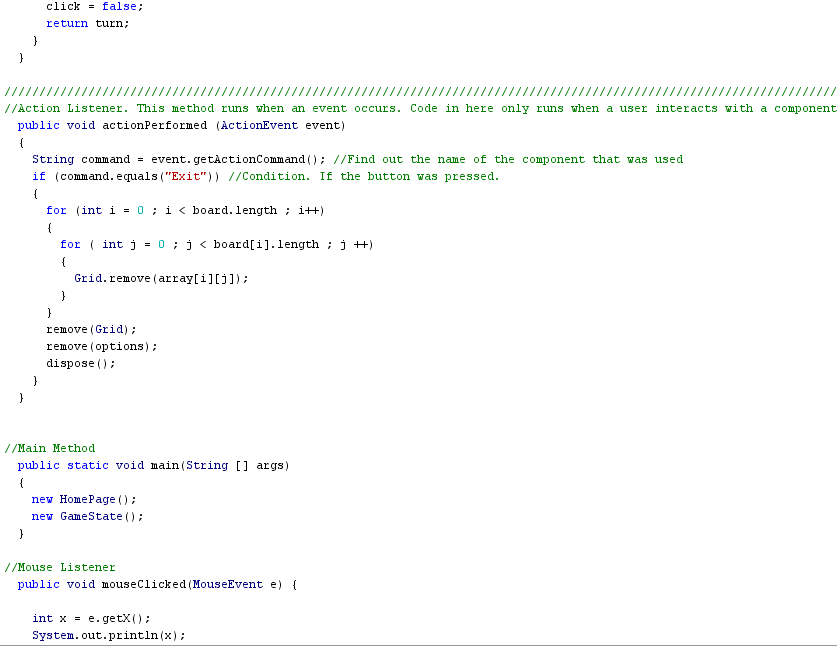 click = false;
return turn;
}
}
//////////////////////////////////////////////////////////////////////////////////////////////////////////////////////
//Action Listener. This method runs when an event occurs. Code in here only runs when a user interacts with a component
public void actionPerformed (ActionEvent event)
{
String command = event.getActionCommand(); //Find out the name of the component that was used
if (command.equals("Exit")) //Condition. If the button was pressed.
{
for (int i = 0 ; i < board.length ; i++)
{
for ( int j = 0 ; j < board[i].length ; j ++)
{
Grid.remove(array[i][j]);
}
}
remove(Grid);
remove(options);
dispose();
}
}
//Main Method
public static void main(String [] args)
{
new HomePage();
new GameState();
}
//Mouse Listener
public void mouseClicked(MouseEvent e) {
int x = e.getX();
System.out.println(x);